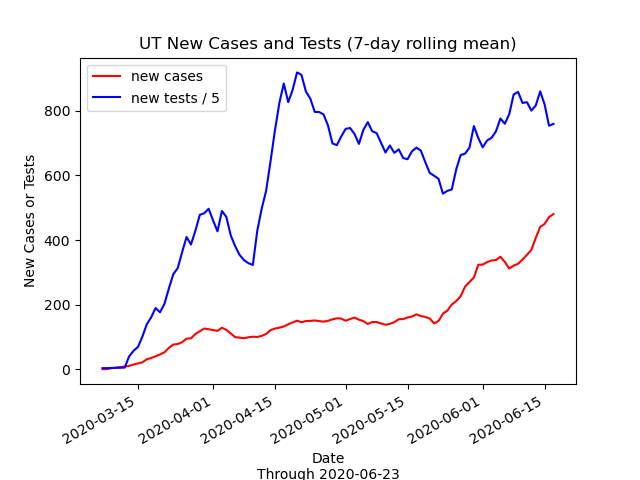 UT New Cases and Tests (7-day rolling mean)
new cases
new tests / 5
New Cases or Tests
800
600
400
200
0
2020-03-15
2020-04-01
2020-04-15
2020-05-01
2020-05-15
2020-06-01
2020-06-15
Date
Through 2020-06-23